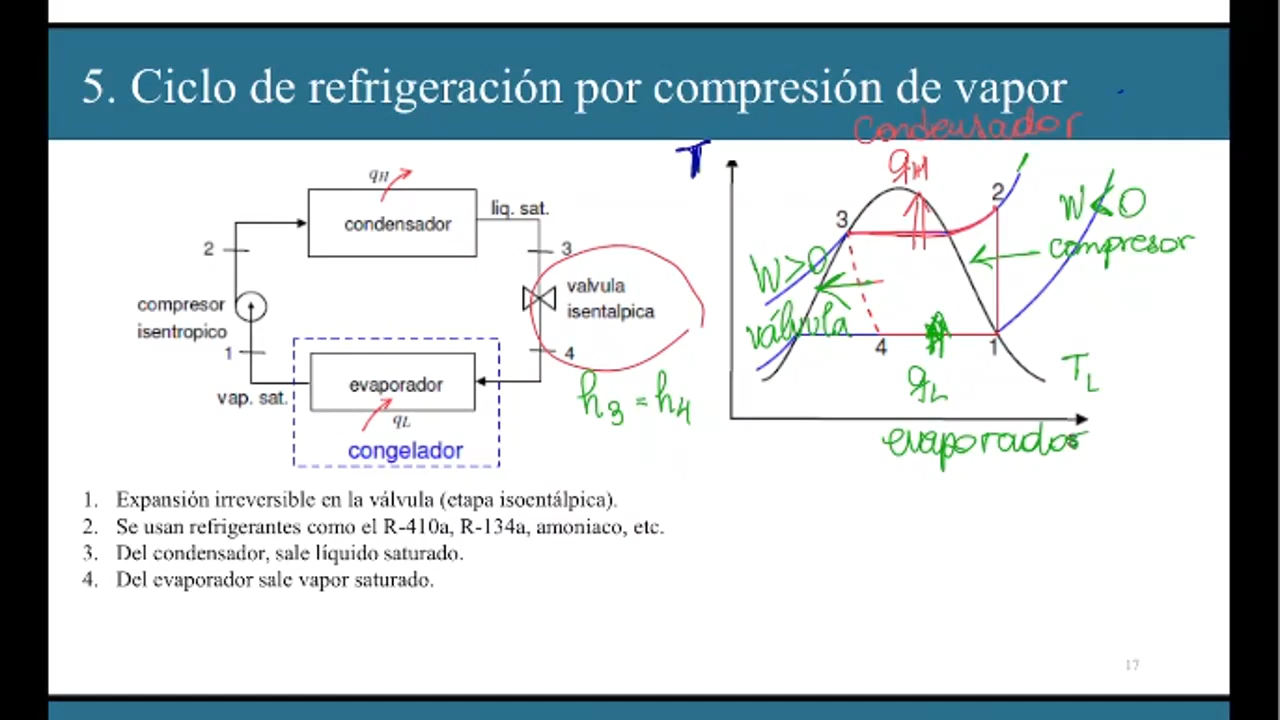 5. Ciclo de refrigeración por compresión de vapor
qH
condensador
liq. sat.
2
3
compresor
isentropico
valvula
isentalpica
1
4
vap. sat.
evaporador
qL
congelador
h3 = h4
T
Condensador
qH
3
2
W < 0
compresor
W > 0
válvula
4
1
qL
TL
evaporador
1. Expansión irreversible en la válvula (etapa isoentálpica).
2. Se usan refrigerantes como el R-410a, R-134a, amoniaco, etc.
3. Del condensador, sale líquido saturado.
4. Del evaporador sale vapor saturado.
17